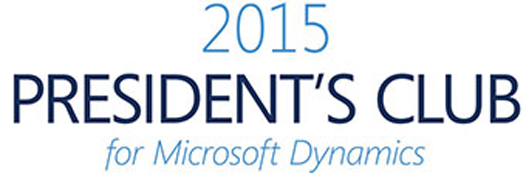 2015
PRESIDENT'S CLUB
for Microsoft Dynamics